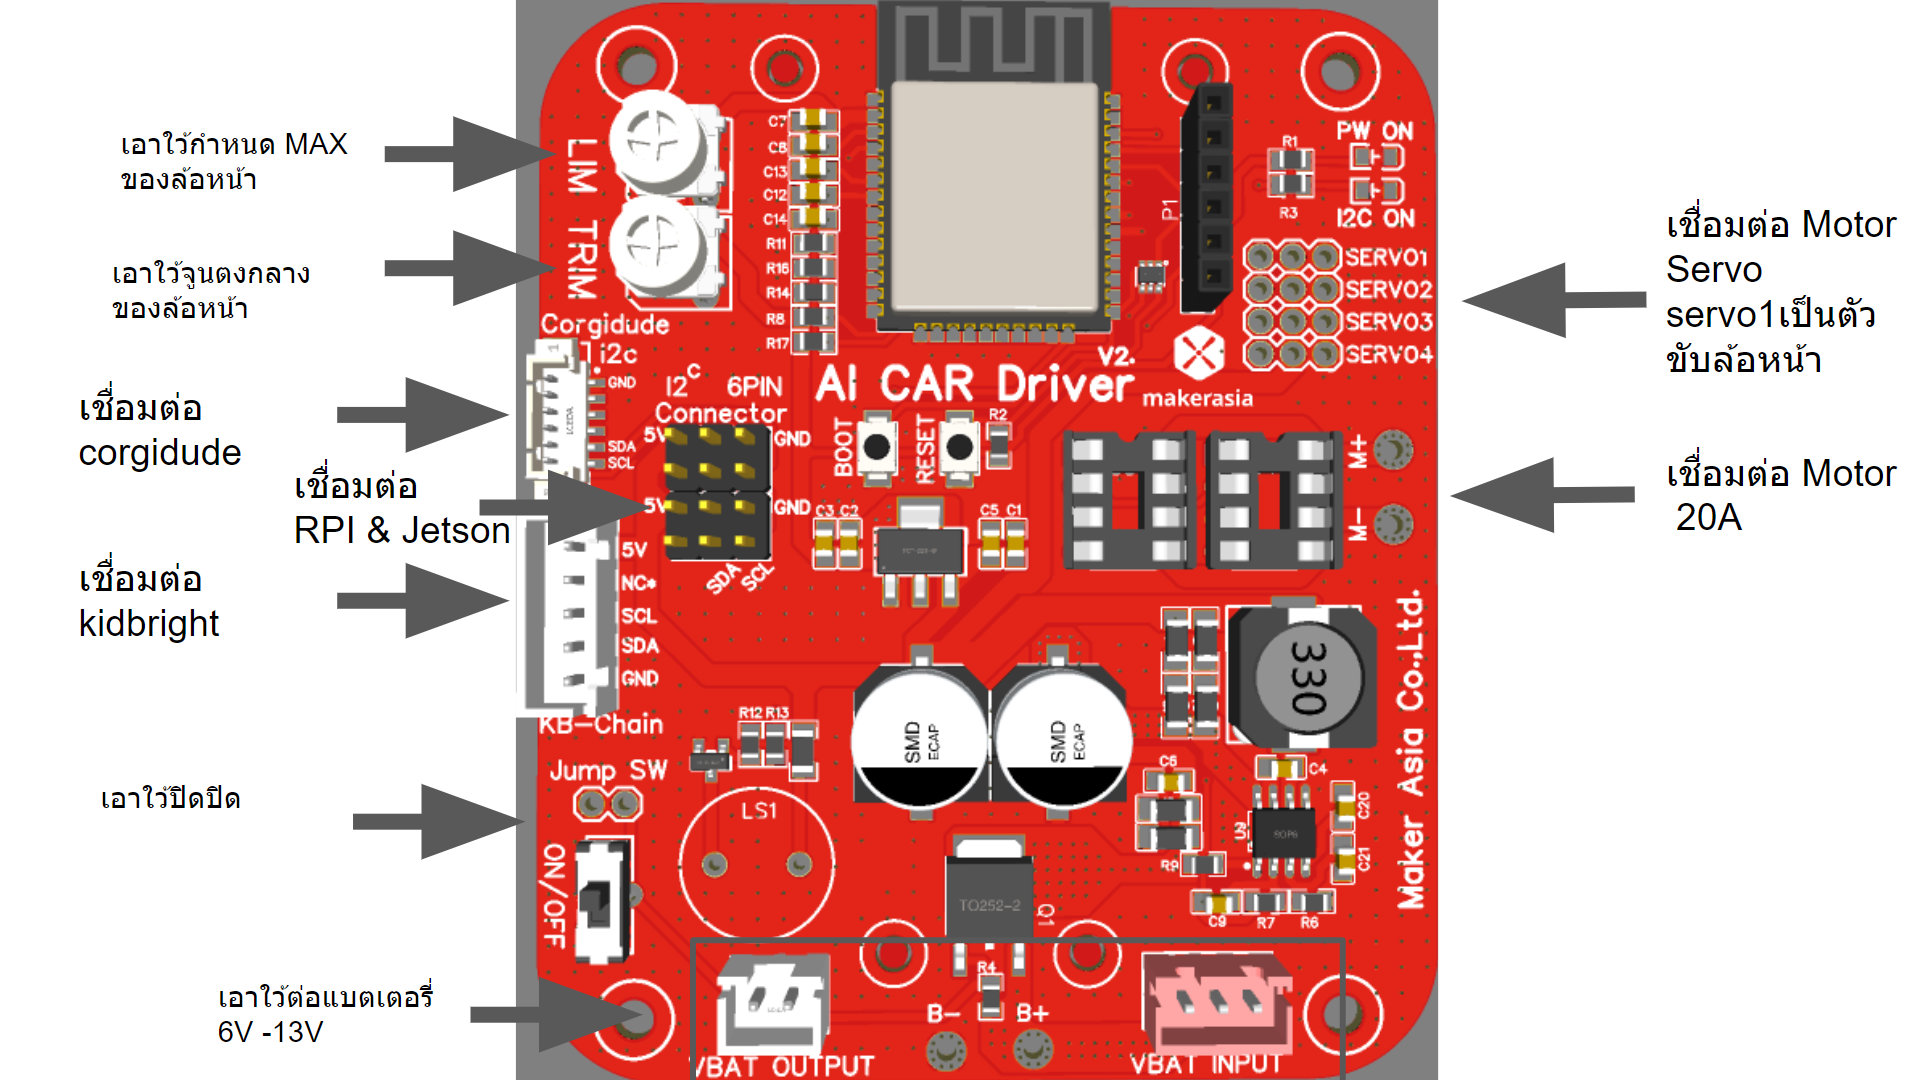 เอาใว้กำหนด MAX
ของล้อหน้า
เอาใว้จูนตงกลาง
ของล้อหน้า
เชื่อมต่อ
corgidude
เชื่อมต่อ
RPI & Jetson
เชื่อมต่อ
kidbright
เอาใว้ปิดปิด
เอาใว้ต่อแบตเตอรี่
6V -13V
เชื่อมต่อ Motor
Servo
servo1เป็นตัว
ขับล้อหน้า
เชื่อมต่อ Motor
20A
LIM
TRIM
C7
C8
C13
C12
C14
R11
R16
R14
R8
R17
P1
R1
R3
PW ON
I2C ON
SERVO1
SERVO2
SERVO3
SERVO4
Corgidude
i2c
GND
SDA
SCL
I2C 6PIN
Connector
5V GND
5V GND
SDA
SCL
AI CAR Driver V2.
makerasia
BOOT
RESET
R2
M+
M-
C3 C2
C5 C1
5V
NC*
SCL
SDA
GND
KB-Chain
Jump SW
R12 R13
LS1
ON/OFF
SMD
ECAP
SMD
ECAP
330
C6
C4
C20
C21
SOP8
R9
C9
R7
R6
TO252-2
Q1
R4
B-
B+
VBAT OUTPUT
VBAT INPUT
Maker Asia Co.,Ltd.